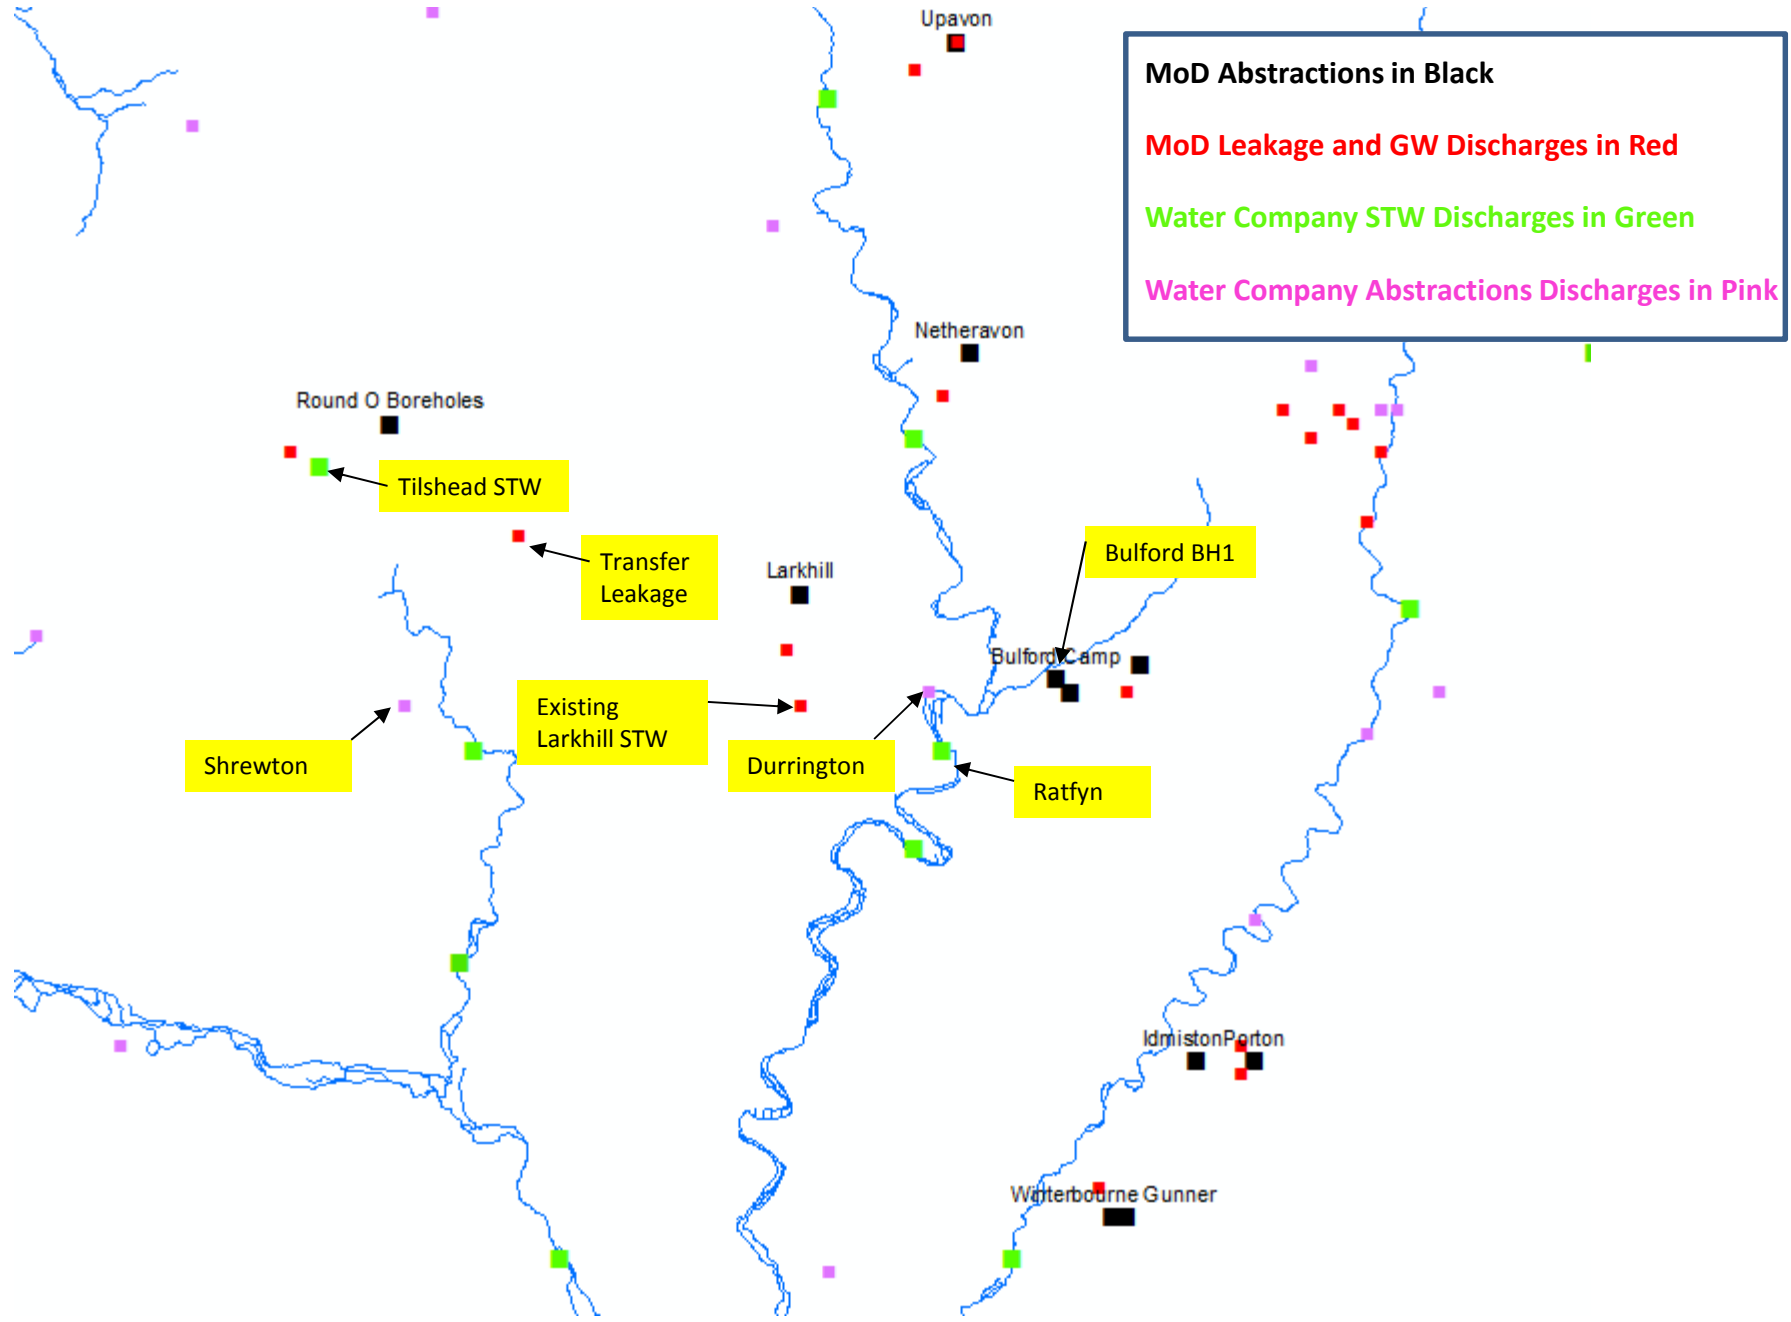 Upavon
MoD Abstractions in Black
MoD Leakage and GW Discharges in Red
Water Company STW Discharges in Green
Water Company Abstractions Discharges in Pink
Netheravon
Round O Boreholes
Tilshead STW
Transfer
Leakage
Larkhill
Bulford BH1
Bulford Camp
Existing
Larkhill STW
Shrewton
Durrington
Ratfyn
Idmiston
Porton
Winterbourne Gunner